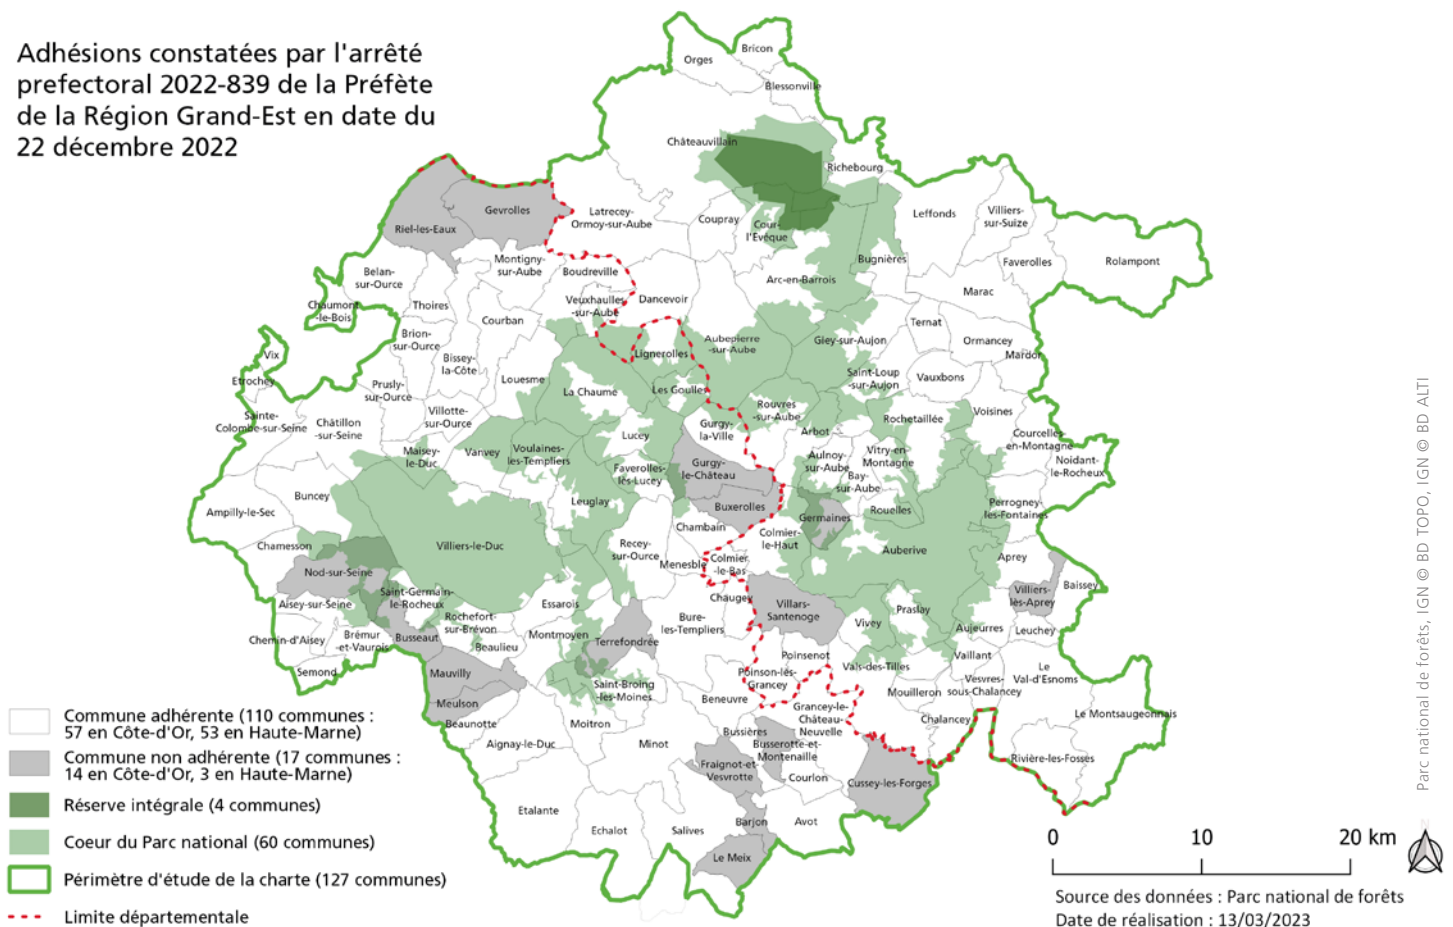 Adhésions constatées par l'arrêté
prefectoral 2022-839 de la Préfète
de la Région Grand-Est en date du
22 décembre 2022
Bricon
Orges
Blessonville
Châteauvillain
Richebourg
Leffonds
Villiers-
sur-Suize
Gevrolles
Riel-les-Eaux
Latrecey-
Ormoy-sur-Aube
Coupray
Cour-
l'Evêque
Bugnières
Faverolles
Rolampont
Montigny-
sur-Aube
Boudreville
Belan-
sur-Ource
Arc-en-Barrois
Marac
Chaumont
-le-Bois
Thoires
Veuxhaulles
-sur-Aube
Dancevoir
Courban
Ternat
Ormancey
Mardor
Brion-
sur-Ource
Bissey-
la-Côte
Lignerolles
Aubepierre
-sur-Aube
Giey-sur-Aujon
Vix
Etrochey
Prusly-
sur-Ource
Louesme
La Chaume
Les Goulles
Saint-Loup
-sur-Aujon
Vauxbons
Sainte-
Colombe-sur-Seine
Châtillon
-sur-Seine
Villotte-
sur-Ource
Rouvres
-sur-Aube
Rochetaillée
Voisines
Gurgy-
la-Ville
Arbot
Lucey
Courcelles
en-Montagne
Noidant-
le-Rocheux
Maisey-
le-Duc
Vanvey
Voulaines-
les-Templiers
Faverolles-
lès-Lucey
Gurgy-
le-Château
Aulnoy-
sur-Aube
Vitry-en-
Montagne
Bay-
sur-Aube
Buncey
Ampilly-le-Sec
Leuglay
Buxerolles
Germaines
Rouelles
Perrogney-
les-Fontaines
Chambain
Colmier-
le-Haut
Chamesson
Villiers-le-Duc
Recey-
sur-Ource
Menesble
Colmier
-le-Bas
Auberive
Aprey
Nod-sur-Seine
Villiers-
lès-Aprey
Baissey
Aisey-sur-Seine
Saint-Germain-
le-Rocheux
Essarois
Chaugey
Villars-
Santenoge
Praslay
Rochefort-
sur-Brévon
Bure-
les-Templiers
Vivey
Aujeurres
Leuchey
Chemin-d'Aisey
Brémur
-et-Vaurois
Busseaut
Beaulieu
Montmoyen
Terrefondrée
Poinsenot
Vaillant
Semond
Mauvilly
Poinson-lès-
Grancey
Vals-des-Tilles
Le
Val-d'Esnoms
Saint-Broing
-les-Moines
Beneuvre
Mouilleron
Vesvres-
sous-Chalancey
Meulson
Beaunotte
Moitron
Grancey-le-
Château-
Neuvelle
Chalancey
Le Montsaugeonnais
Aignay-le-Duc
Minot
Bussières
Busserotte-et-
Montenaille
Fraignot-et-
Vesvrotte
Courlon
Cussey-les-Forges
Rivière-les-Fosses
Etalante
Echalot
Salives
Barjon
Avot
Le Meix
Commune adhérente (110 communes :
57 en Côte-d'Or, 53 en Haute-Marne)
Commune non adhérente (17 communes :
14 en Côte-d'Or, 3 en Haute-Marne)
Réserve intégrale (4 communes)
Coeur du Parc national (60 communes)
Périmètre d'étude de la charte (127 communes)
Limite départementale
0 10 20 km
N
Source des données : Parc national de forêts
Date de réalisation : 13/03/2023
Parc national de forêts, IGN © BD TOPO, IGN © BD ALTI